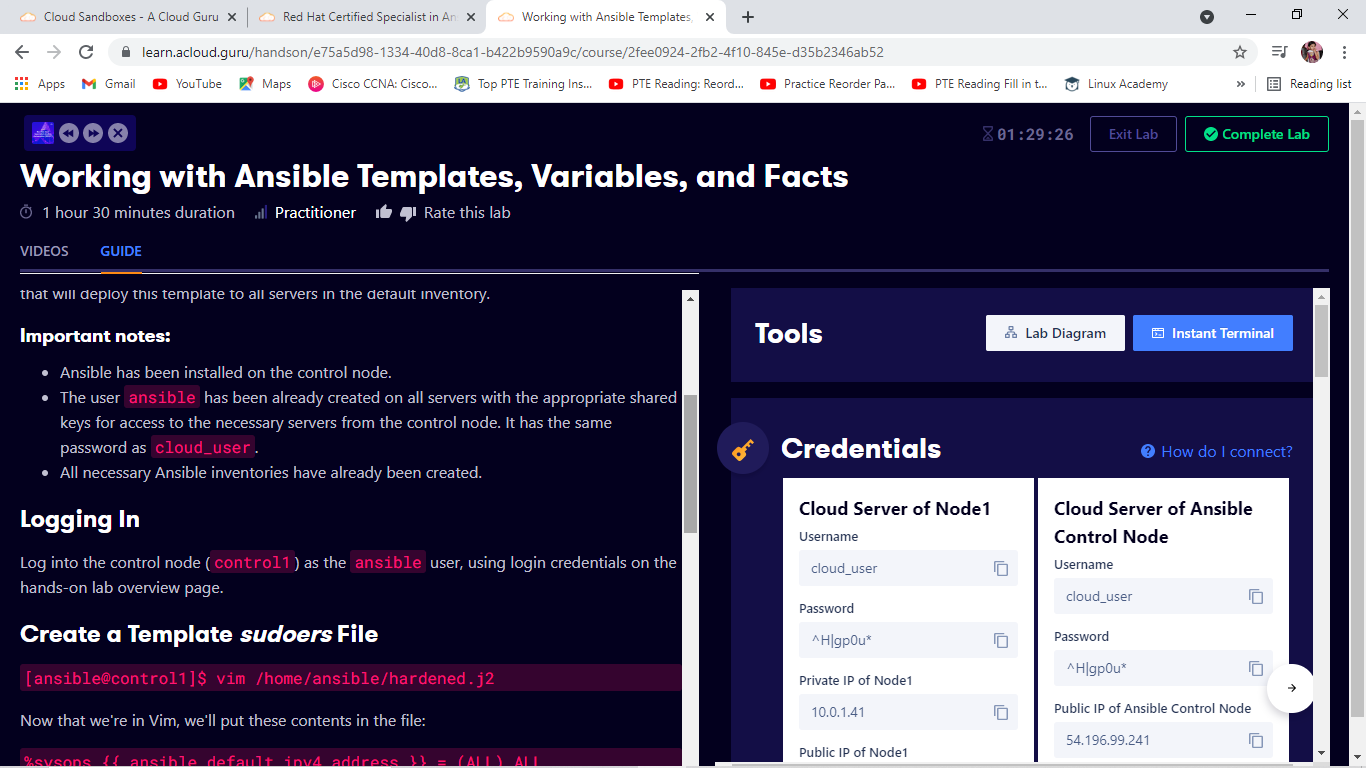 Cloud Sandboxes - A Cloud Guru
Red Hat Certified Specialist in An
Working with Ansible Templates,
learn.acloud.guru/handson/e75a5d98-1334-40d8-8ca1-b422b9590a9c/course/2fee0924-2fb2-4f10-845e-d35b2346ab52
Apps Gmail YouTube Maps Cisco CCNA: Cisco... Top PTE Training Ins... PTE Reading: Reord... Practice Reorder Pa... PTE Reading Fill in t... Linux Academy » Reading list
01:29:26 Exit Lab Complete Lab
Working with Ansible Templates, Variables, and Facts
1 hour 30 minutes duration Practitioner Rate this lab
VIDEOS GUIDE
that will deploy this template to all servers in the default inventory.
Important notes:
• Ansible has been installed on the control node.
• The user ansible has been already created on all servers with the appropriate shared
keys for access to the necessary servers from the control node. It has the same
password as cloud_user.
• All necessary Ansible inventories have already been created.
Logging In
Log into the control node (control1) as the ansible user, using login credentials on the
hands-on lab overview page.
Create a Template sudoers File
[ansible@control1]$ vim /home/ansible/hardened.j2
Now that we're in Vim, we'll put these contents in the file:
%sysops {{ ansible_default_ipv4.address }} = (ALL) ALL
Tools
Lab Diagram
Instant Terminal
Credentials
How do I connect?
Cloud Server of Node1
Username
cloud_user
Password
^H|gp0u*
Private IP of Node1
10.0.1.41
Public IP of Node1
Cloud Server of Ansible
Control Node
Username
cloud_user
Password
^H|gp0u*
Public IP of Ansible Control Node
54.196.99.241